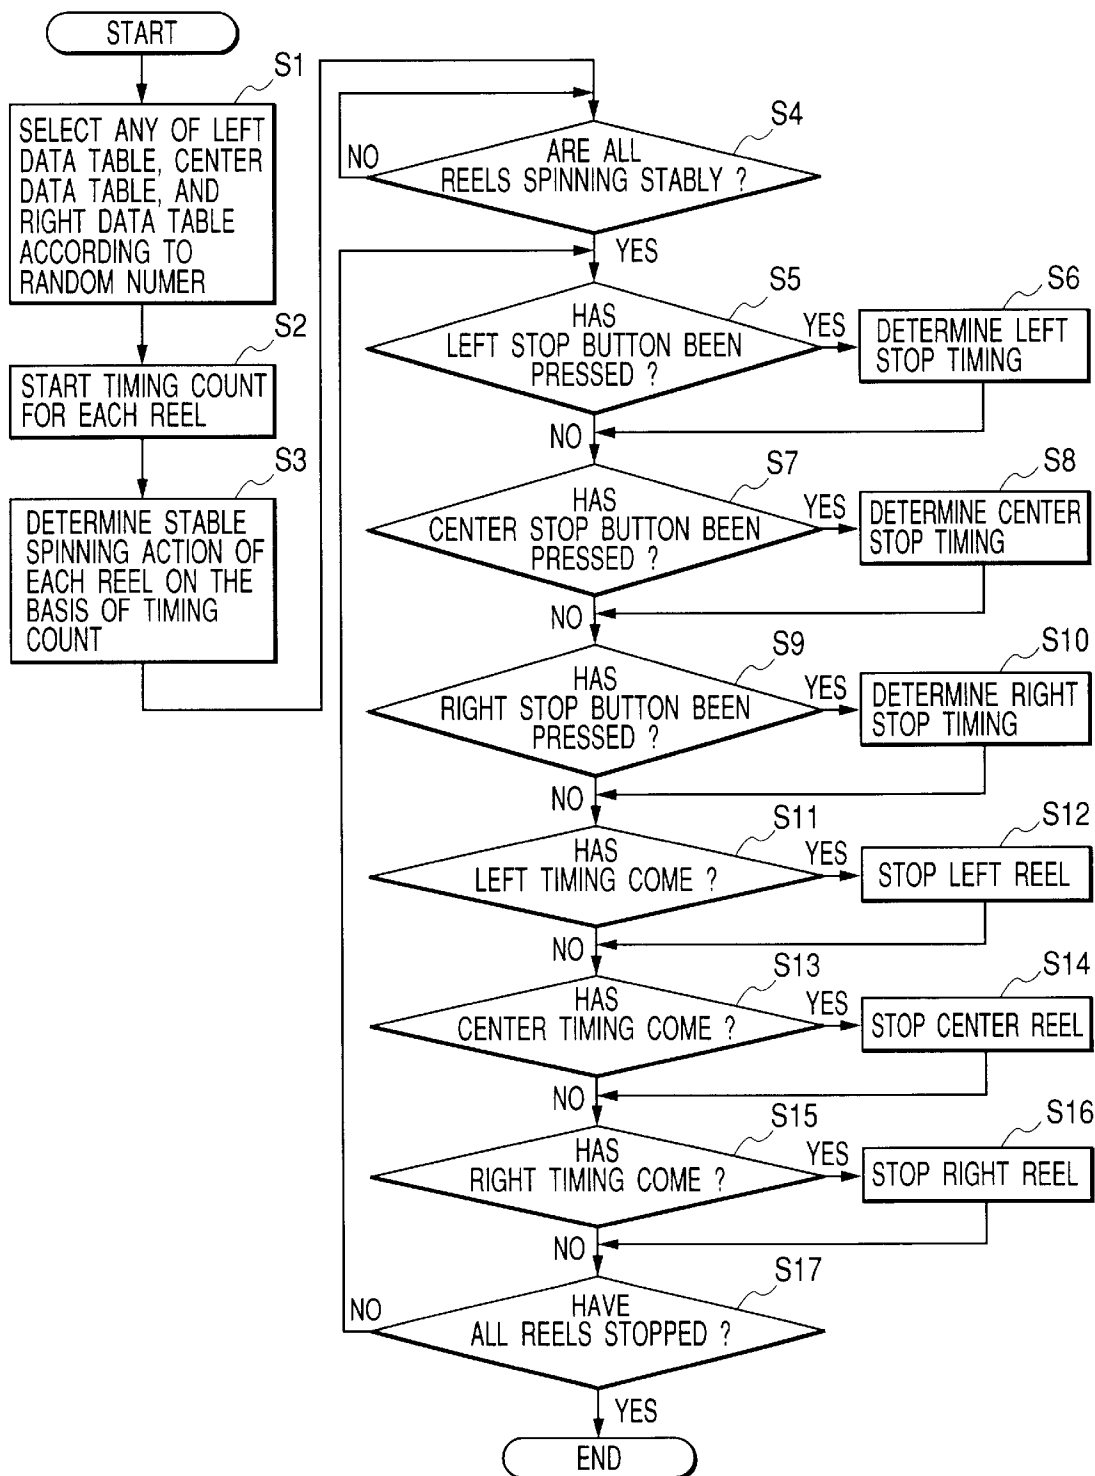 START
S1
SELECT ANY OF LEFT
DATA TABLE, CENTER
DATA TABLE, AND
RIGHT DATA TABLE
ACCORDING TO
RANDOM NUMER
S2
START TIMING COUNT
FOR EACH REEL
S3
DETERMINE STABLE
SPINNING ACTION OF
EACH REEL ON THE
BASIS OF TIMING
COUNT
S4
ARE ALL
REELS SPINNING STABLY ?
NO
YES
S5
HAS
LEFT STOP BUTTON BEEN
PRESSED ?
YES
S6
DETERMINE LEFT
STOP TIMING
NO
S7
HAS
CENTER STOP BUTTON BEEN
PRESSED ?
YES
S8
DETERMINE CENTER
STOP TIMING
NO
S9
HAS
RIGHT STOP BUTTON BEEN
PRESSED ?
YES
S10
DETERMINE RIGHT
STOP TIMING
NO
S11
HAS
LEFT TIMING COME ?
YES
S12
STOP LEFT REEL
NO
S13
HAS
CENTER TIMING COME ?
YES
S14
STOP CENTER REEL
NO
S15
HAS
RIGHT TIMING COME ?
YES
S16
STOP RIGHT REEL
NO
S17
HAVE
ALL REELS STOPPED ?
NO
YES
END